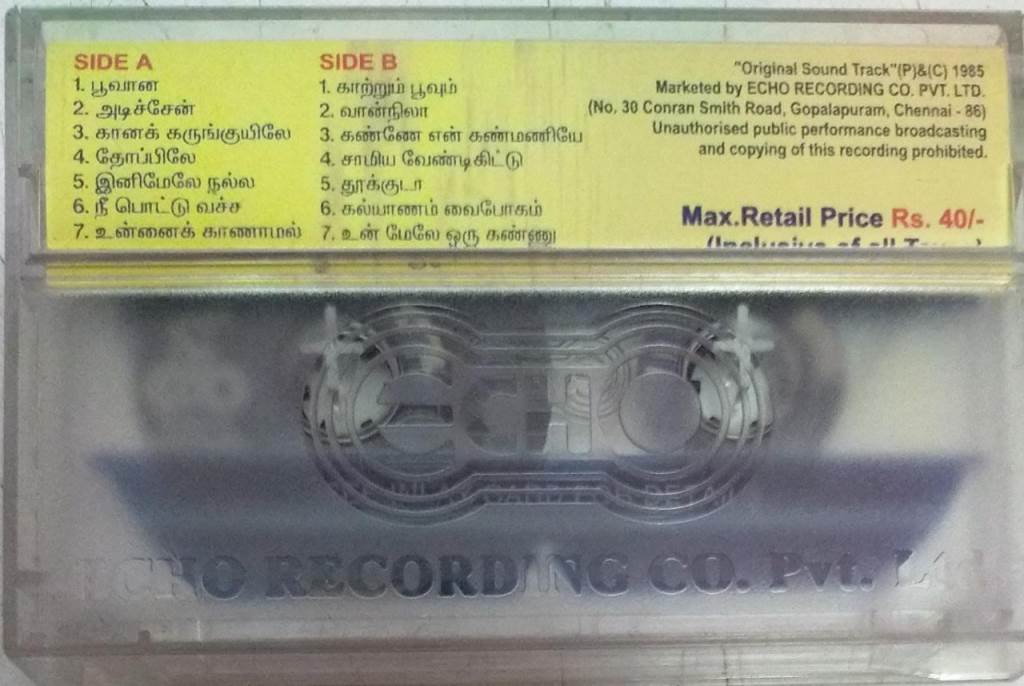 SIDE A
1. பூவான
2. அடிச்சேன்
3. கானக் கருங்குயிலே
4. தோப்பிலே
5. இனிமேலே நல்ல
6. நீ பொட்டு வச்ச
7. உன்னைக் காணாமல்
SIDE B
1. காற்றும் பூவும்
2. வான்நிலா
3. கண்ணே என் கண்மணியே
4. சாமிய வேண்டிகிட்டு
5. தூக்குடா
6. கல்யாணம் வைபோகம்
7. உன் மேலே ஒரு கண்ணு
"Original Sound Track"(P)&(C) 1985
Marketed by ECHO RECORDING CO. PVT. LTD.
(No. 30 Conran Smith Road, Gopalapuram, Chennai - 86)
Unauthorised public performance broadcasting
and copying of this recording prohibited.
Max.Retail Price Rs. 40/-
(Inclusive of all
ECHO
ECHO RECORDING CO. Pvt. Ltd